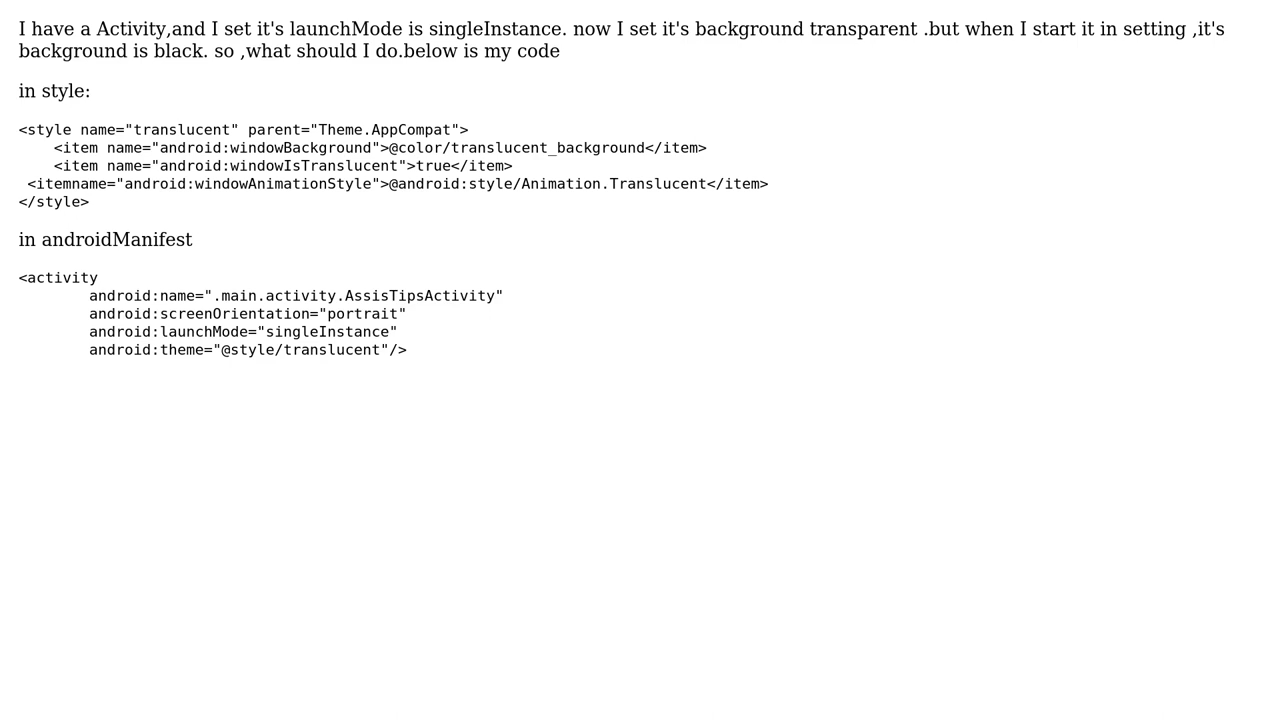 I have a Activity,and I set it's launchMode is singleInstance. now I set it's background transparent .but when I start it in setting ,it's
background is black. so ,what should I do.below is my code
in style:
<style name="translucent" parent="Theme.AppCompat">
    <item name="android:windowBackground">@color/translucent_background</item>
    <item name="android:windowIsTranslucent">true</item>
 <itemname="android:windowAnimationStyle">@android:style/Animation.Translucent</item>
</style>
in androidManifest
<activity
        android:name=".main.activity.AssisTipsActivity"
        android:screenOrientation="portrait"
        android:launchMode="singleInstance"
        android:theme="@style/translucent"/>